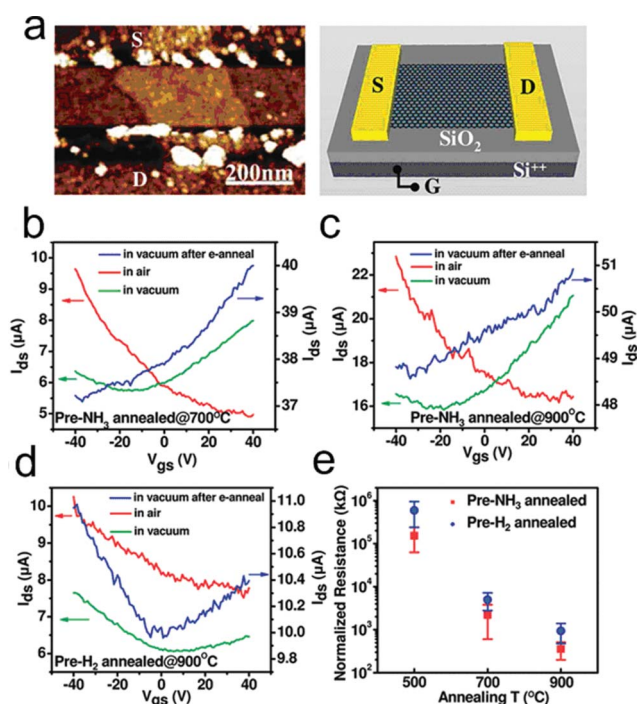 a
S
D
200nm
S
D
SiO2
Si++
G
b
in vacuum after e-anneal
in air
in vacuum
10
9
8
7
6
5
Ids (µA)
40
39
38
37
Ids (µA)
-40 -20 0 20 40
Vgs (V)
Pre-NH3 annealed@700oC
c
in vacuum after e-anneal
in air
in vacuum
22
20
18
16
Ids (µA)
51
50
49
48
Ids (µA)
-40 -20 0 20 40
Vgs (V)
Pre-NH3 annealed@900oC
d
in vacuum after e-anneal
in air
in vacuum
10
9
8
7
6
Ids (µA)
11.0
10.8
10.6
10.4
10.2
10.0
9.8
Ids (µA)
-40 -20 0 20 40
Vgs (V)
Pre-H2 annealed@900oC
e
Pre-NH3 annealed
Pre-H2 annealed
10^6
10^5
10^4
10^3
10^2
Normalized Resistance (kΩ)
500 700 900
Annealing T (oC)